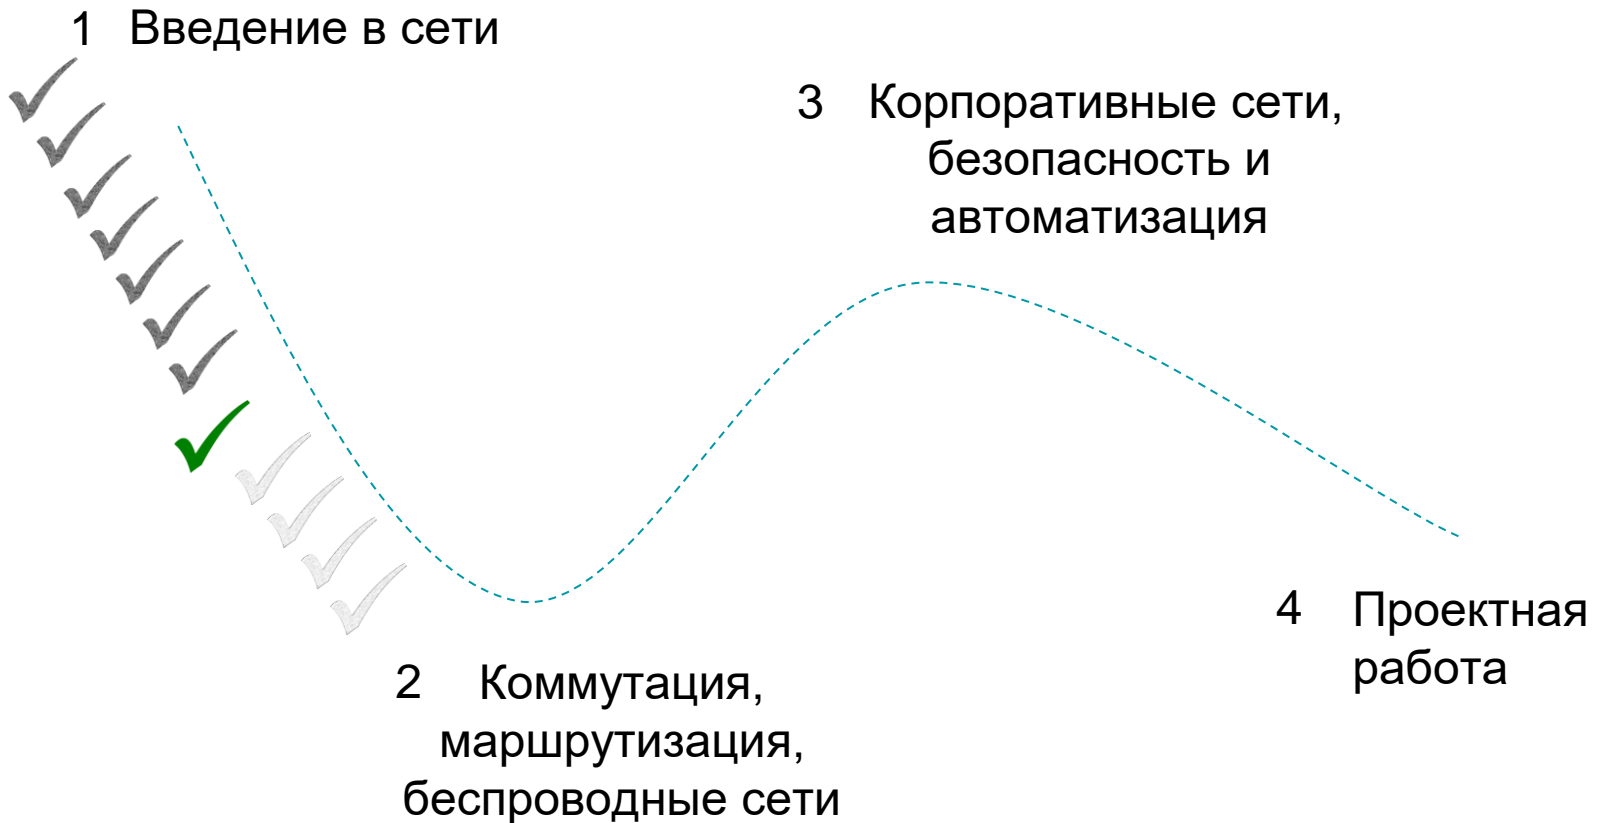 1 Введение в сети
3 Корпоративные сети,
безопасность и
автоматизация
4 Проектная
работа
2 Коммутация,
маршрутизация,
беспроводные сети